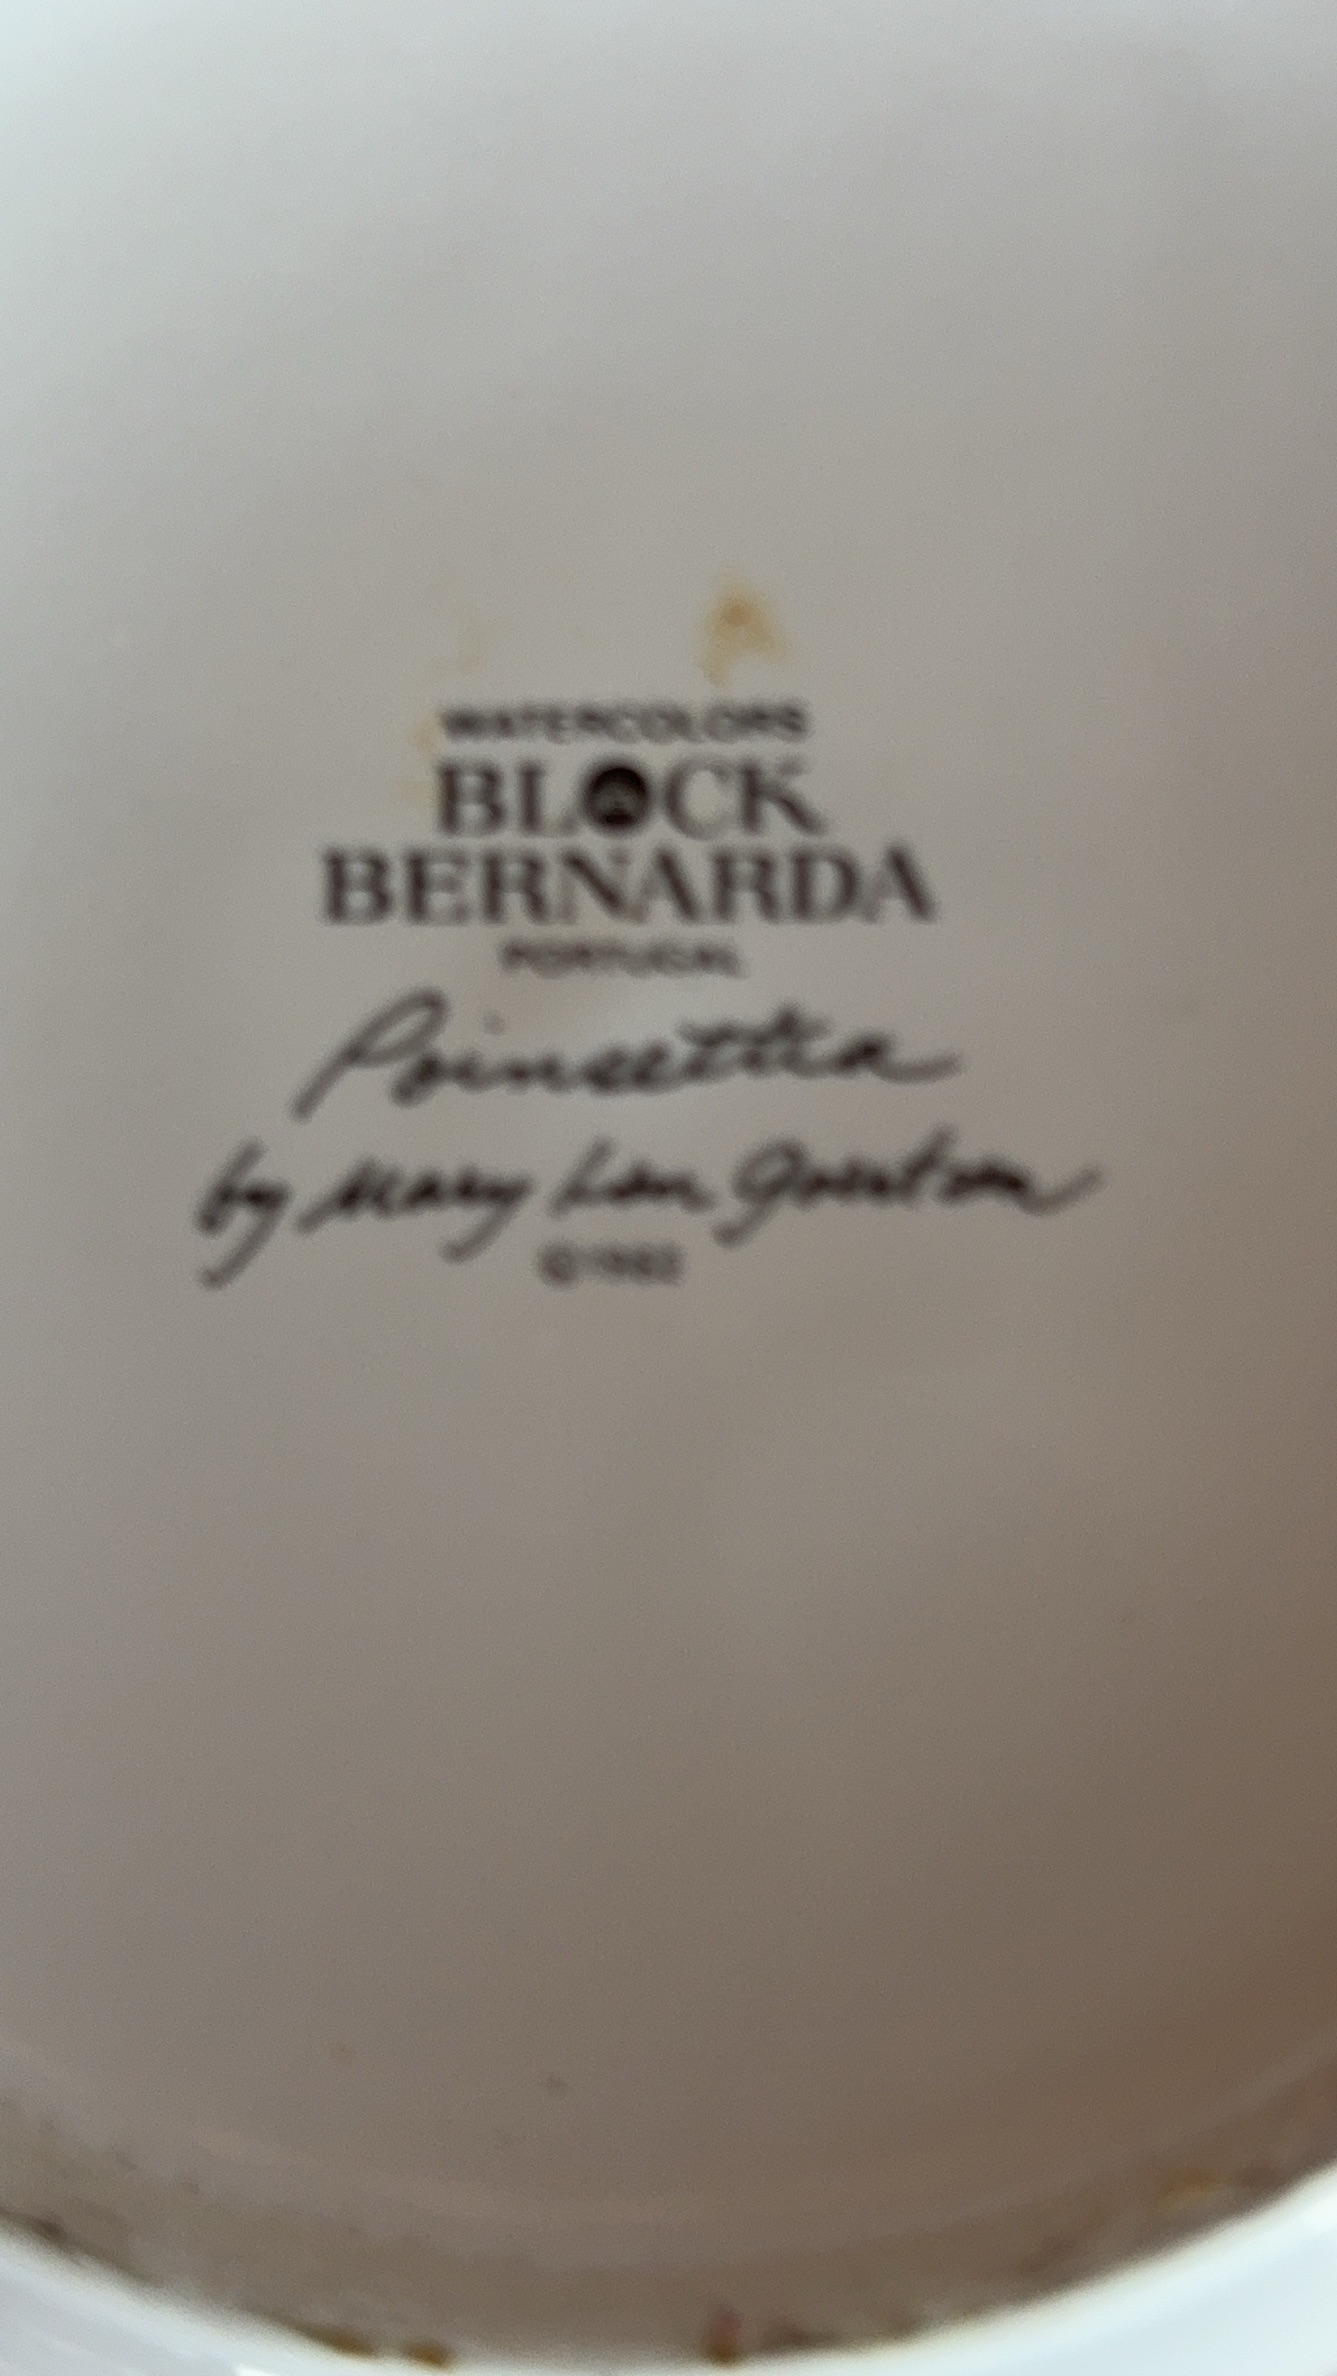 WATERCOLORS
BLOCK
BERNARDA
PORTUGAL
Poinsettia
by Mary Lou Goertzen